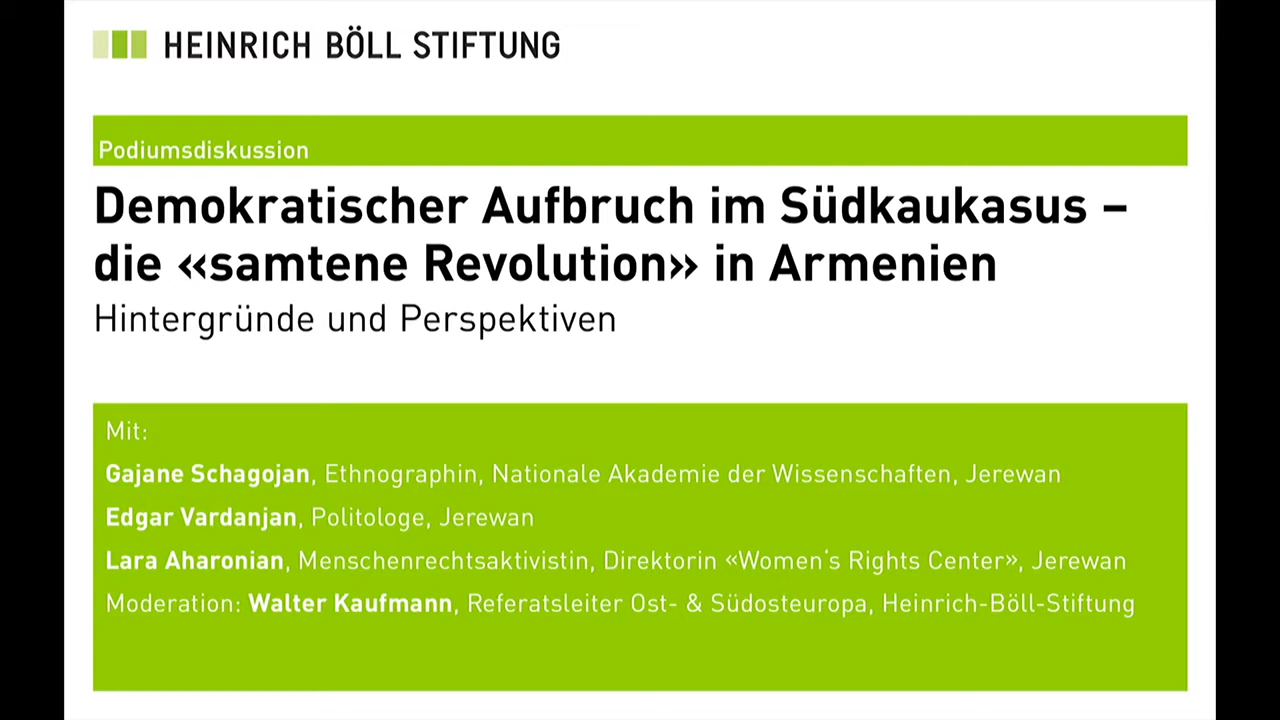 HEINRICH BÖLL STIFTUNG
Podiumsdiskussion
Demokratischer Aufbruch im Südkaukasus –
die «samtene Revolution» in Armenien
Hintergründe und Perspektiven
Mit:
Gajane Schagojan, Ethnographin, Nationale Akademie der Wissenschaften, Jerewan
Edgar Vardanjan, Politologe, Jerewan
Lara Aharonian, Menschenrechtsaktivistin, Direktorin «Women's Rights Center», Jerewan
Moderation: Walter Kaufmann, Referatsleiter Ost- & Südosteuropa, Heinrich-Böll-Stiftung